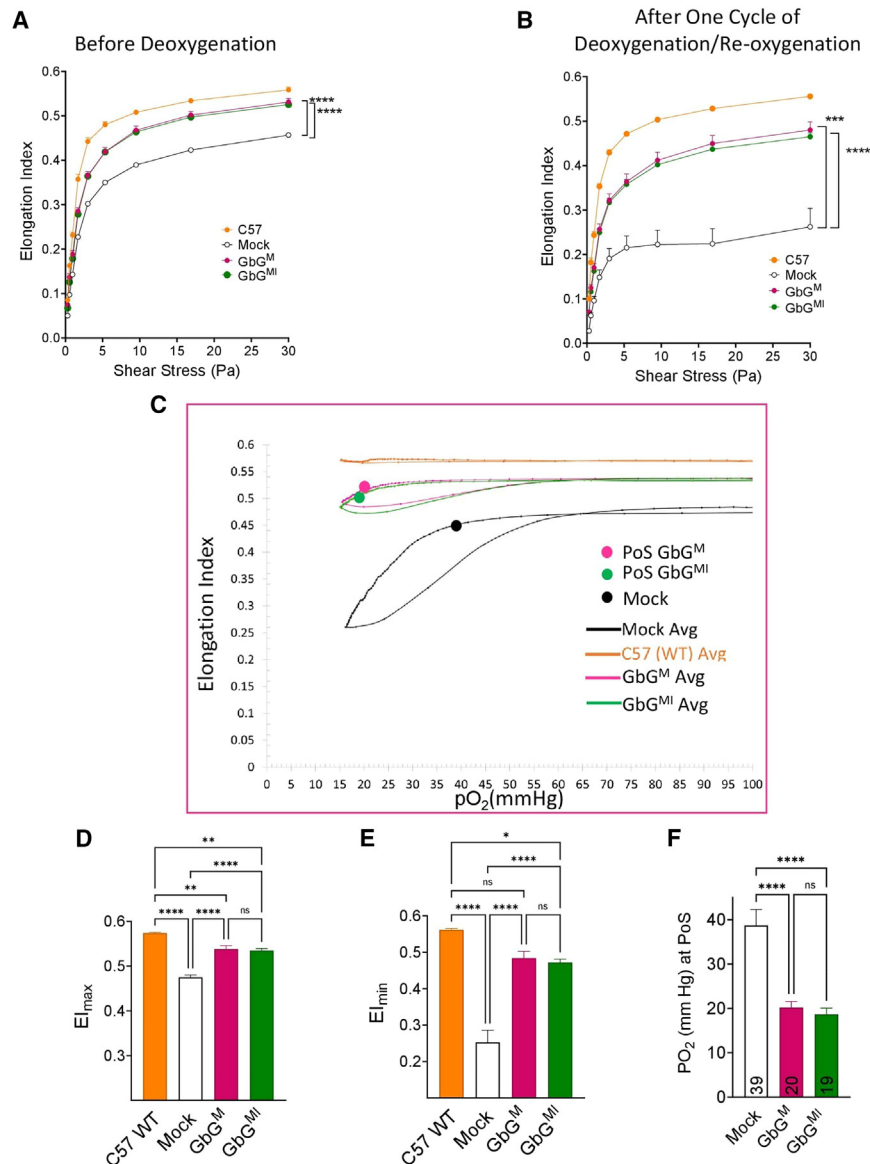 A
Before Deoxygenation
0.6
0.5
0.4
0.3
0.2
0.1
0.0
Elongation Index
****
****
C57
Mock
GbG^M
GbG^MI
0 5 10 15 20 25 30
Shear Stress (Pa)
B
After One Cycle of
Deoxygenation/Re-oxygenation
0.6
0.5
0.4
0.3
0.2
0.1
0.0
Elongation Index
***
****
C57
Mock
GbG^M
GbG^MI
0 5 10 15 20 25 30
Shear Stress (Pa)
C
0.6
0.55
0.5
0.45
0.4
0.35
0.3
0.25
0.2
0.15
0.1
0.05
0
Elongation Index
PoS GbG^M
PoS GbG^MI
Mock
Mock Avg
C57 (WT) Avg
GbG^M Avg
GbG^MI Avg
0 5 10 15 20 25 30 35 40 45 50 55 60 65 70 75 80 85 90 95 100
pO₂(mmHg)
D
**
****
**
**** **** ns
0.6
0.5
0.4
0.3
EI_max
C57 WT
Mock
GbG^M
GbG^MI
E
*
****
ns
**** **** ns
0.6
0.5
0.4
0.3
0.2
EI_min
C57 WT
Mock
GbG^M
GbG^MI
F
****
**** ns
40
30
20
10
0
PO₂ (mm Hg) at PoS
39 20 19
Mock
GbG^M
GbG^MI